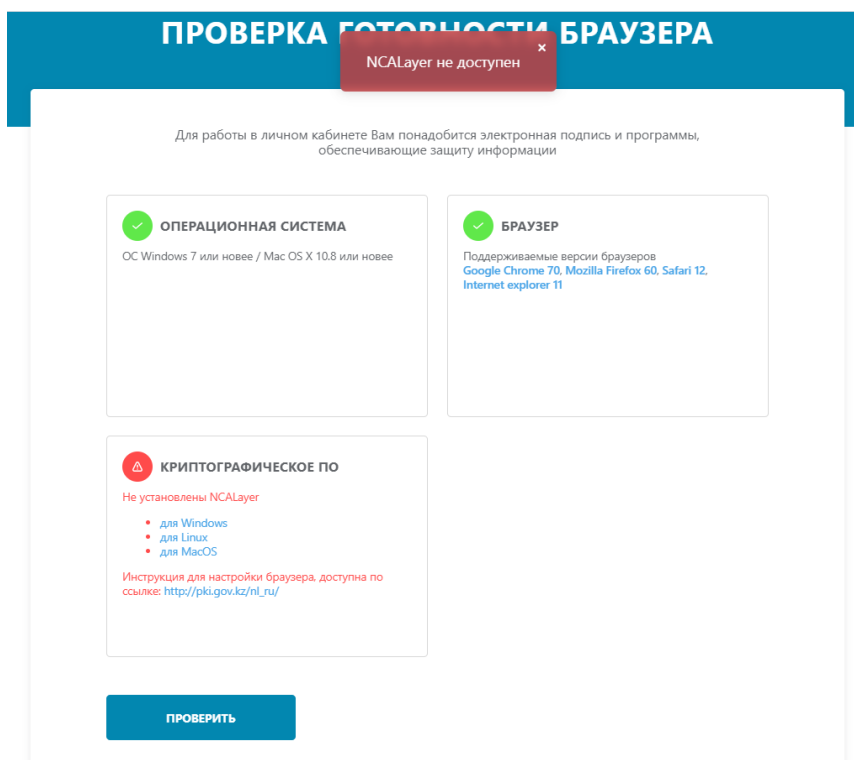 ПРОВЕРКА ГОТОВНОСТИ БРАУЗЕРА
NCALayer не доступен
×
Для работы в личном кабинете Вам понадобится электронная подпись и программы,
обеспечивающие защиту информации
ОПЕРАЦИОННАЯ СИСТЕМА
ОС Windows 7 или новее / Mac OS X 10.8 или новее
БРАУЗЕР
Поддерживаемые версии браузеров
Google Chrome 70, Mozilla Firefox 60, Safari 12,
Internet explorer 11
КРИПТОГРАФИЧЕСКОЕ ПО
Не установлены NCALayer
• для Windows
• для Linux
• для MacOS
Инструкция для настройки браузера, доступна по
ссылке: http://pki.gov.kz/nl_ru/
ПРОВЕРИТЬ